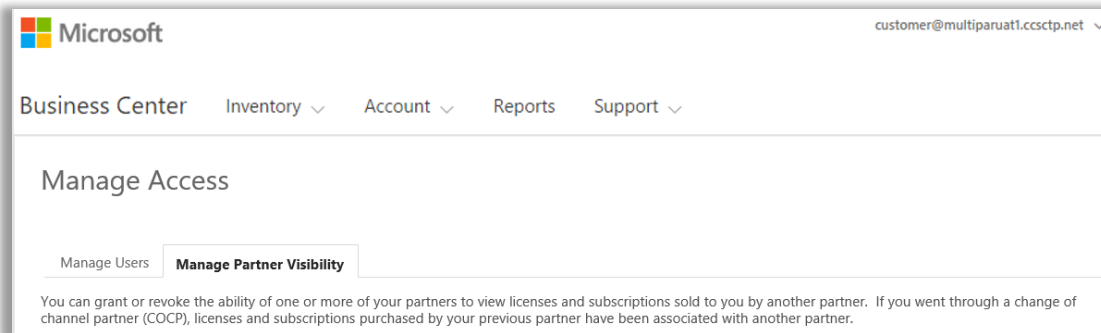 Microsoft
customer@multiparuat1.ccsctp.net
Business Center Inventory Account Reports Support
Manage Access
Manage Users Manage Partner Visibility
You can grant or revoke the ability of one or more of your partners to view licenses and subscriptions sold to you by another partner. If you went through a change of
channel partner (COCP), licenses and subscriptions purchased by your previous partner have been associated with another partner.